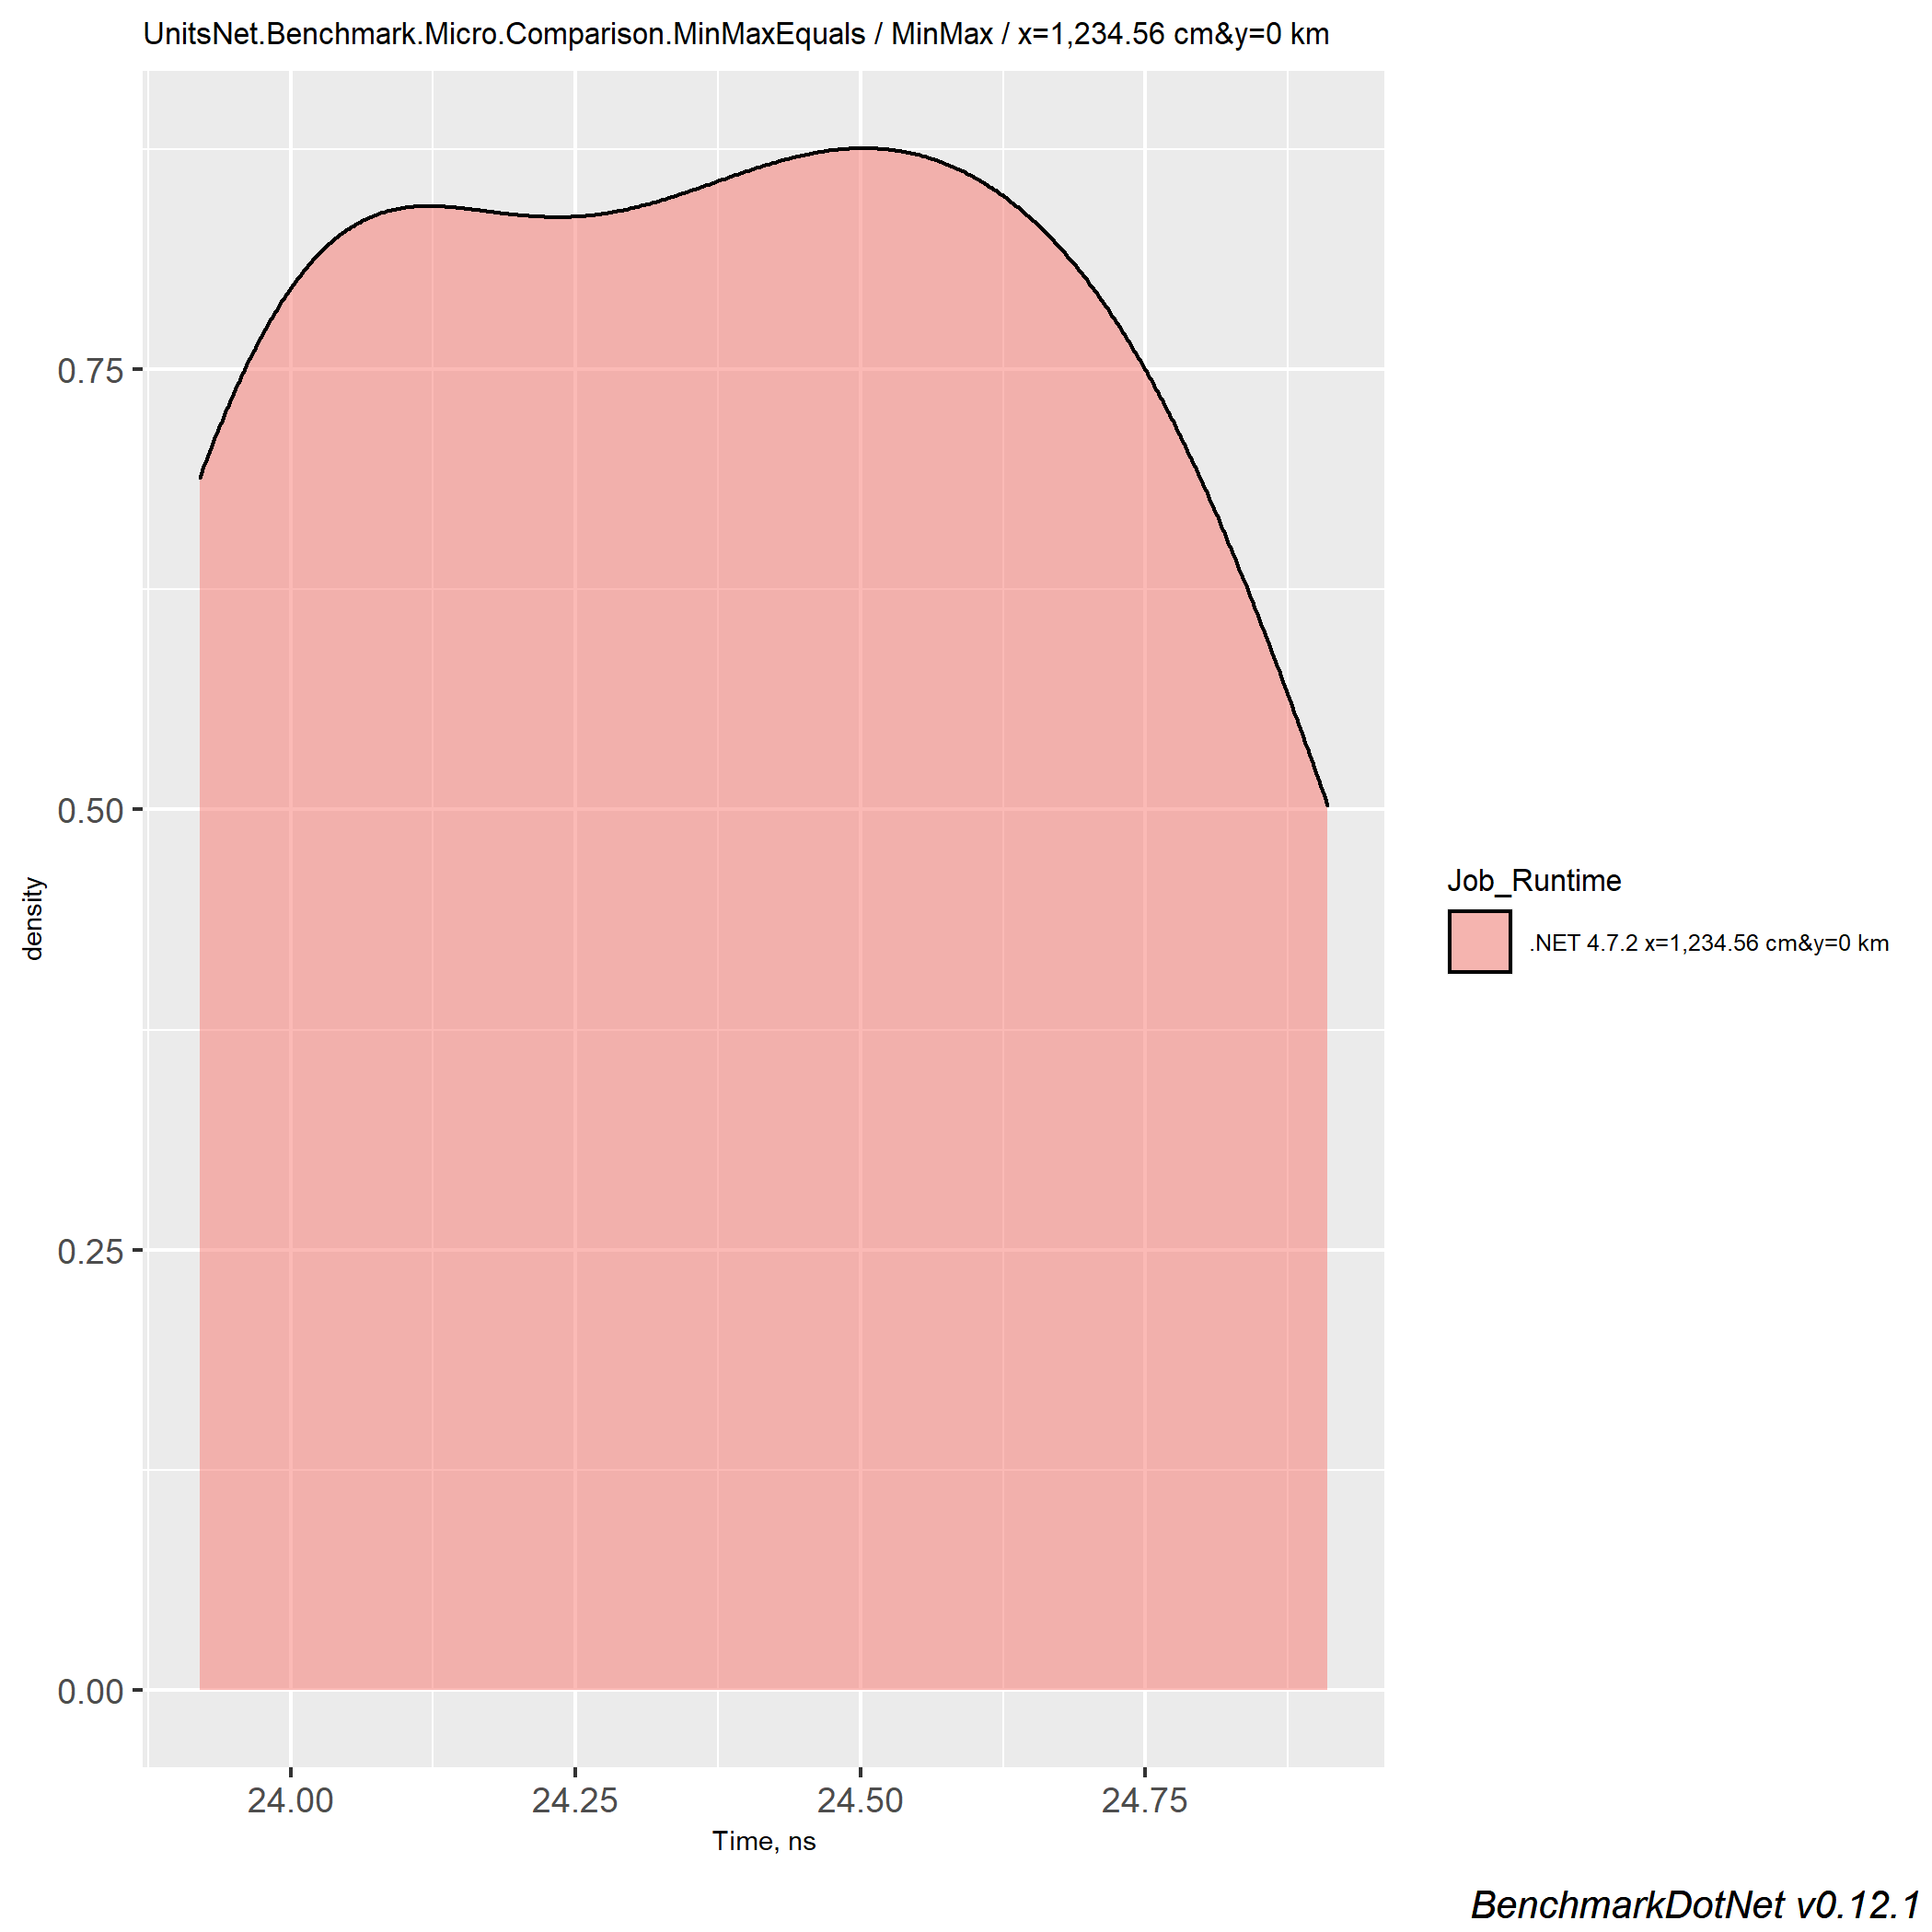 UnitsNet.Benchmark.Micro.Comparison.MinMaxEquals / MinMax / x=1,234.56 cm&y=0 km
0.75
0.50
0.25
0.00
density
24.00 24.25 24.50 24.75
Time, ns
Job_Runtime
.NET 4.7.2 x=1,234.56 cm&y=0 km
BenchmarkDotNet v0.12.1